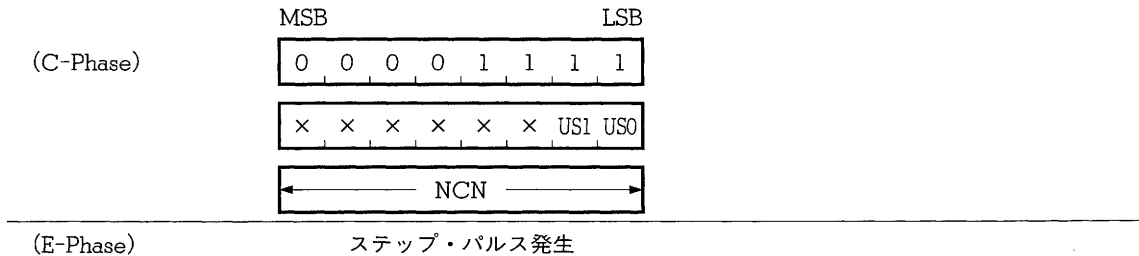 MSB LSB
(C-Phase) 0 0 0 0 1 1 1 1
× × × × × × US1 US0
NCN
(E-Phase) ステップ・パルス発生